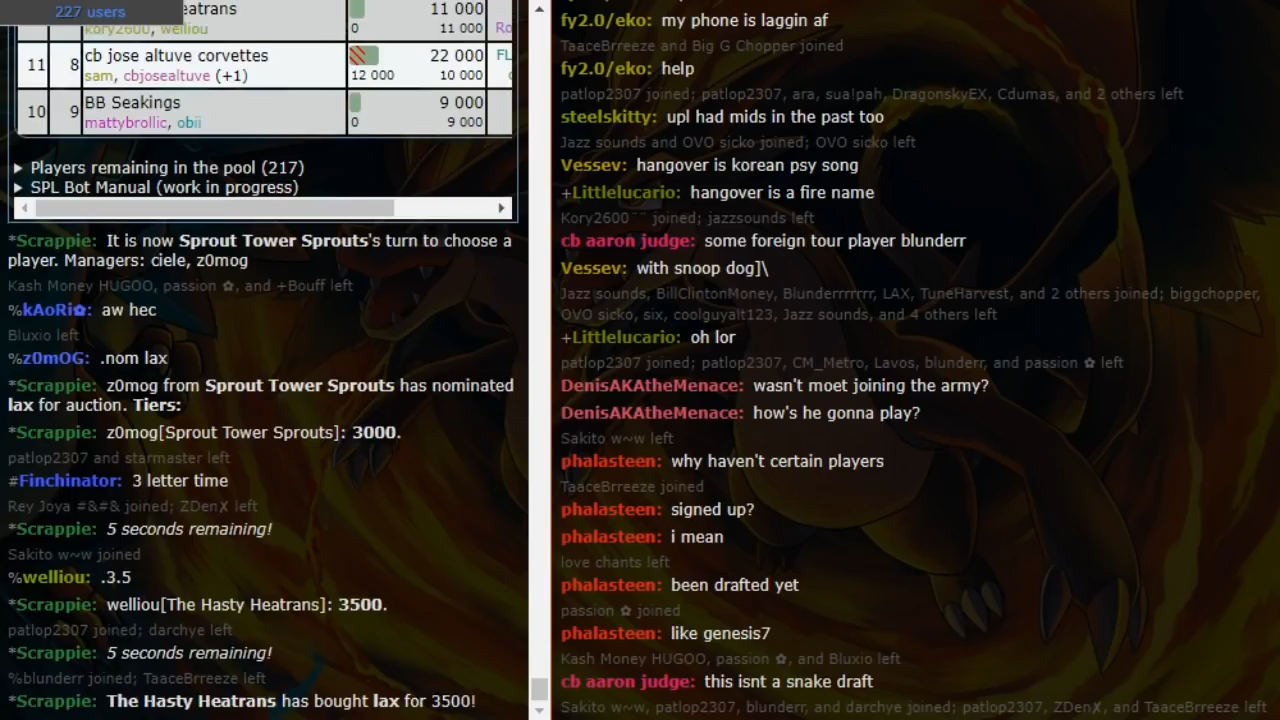 227 users
eatrans
11 000
kory2600, welliou
0
11 000
Ro
11
8
cb jose altuve corvettes
22 000
FL
sam, cbjosealtuve (+1)
12 000
10 000
10
9
BB Seakings
9 000
mattybrollic, obii
0
9 000
► Players remaining in the pool (217)
► SPL Bot Manual (work in progress)
*Scrappie: It is now Sprout Tower Sprouts's turn to choose a
player. Managers: ciele, z0mog
Kash Money HUGOO, passion ✿, and +Bouff left
%kAoRi✿: aw hec
Bluxio left
%z0mOG: .nom lax
*Scrappie: z0mog from Sprout Tower Sprouts has nominated
lax for auction. Tiers:
*Scrappie: z0mog[Sprout Tower Sprouts]: 3000.
patlop2307 and starmaster left
#Finchinator: 3 letter time
Rey Joya #&#& joined; ZDenӾ left
*Scrappie: 5 seconds remaining!
Sakito w~w joined
%welliou: .3.5
*Scrappie: welliou[The Hasty Heatrans]: 3500.
patlop2307 joined; darchye left
*Scrappie: 5 seconds remaining!
%blunderr joined; TaaceBrreeze left
*Scrappie: The Hasty Heatrans has bought lax for 3500!
fy2.0/eko: my phone is laggin af
TaaceBrreeze and Big G Chopper joined
fy2.0/eko: help
patlop2307 joined; patlop2307, ara, sua!pah, DragonskyEX, Cdumas, and 2 others left
steelskitty: upl had mids in the past too
Jazz sounds and OVO sicko joined; OVO sicko left
Vessev: hangover is korean psy song
+Littlelucario: hangover is a fire name
Kory2600¨¨ joined; jazzsounds left
cb aaron judge: some foreign tour player blunderr
Vessev: with snoop dog]\
Jazz sounds, BillClintonMoney, Blunderrrrrrr, LAX, TuneHarvest, and 2 others joined; biggchopper,
OVO sicko, six, coolguyalt123, Jazz sounds, and 4 others left
+Littlelucario: oh lor
patlop2307 joined; patlop2307, CM_Metro, Lavos, blunderr, and passion ✿ left
DenisAKAtheMenace: wasn't moet joining the army?
DenisAKAtheMenace: how's he gonna play?
Sakito w~w left
phalasteen: why haven't certain players
TaaceBrreeze joined
phalasteen: signed up?
phalasteen: i mean
love chants left
phalasteen: been drafted yet
passion ✿ joined
phalasteen: like genesis7
Kash Money HUGOO, passion ✿, and Bluxio left
cb aaron judge: this isnt a snake draft
Sakito w~w, patlop2307, blunderr, and darchye joined; patlop2307, ZDenӾ, and TaaceBrreeze left